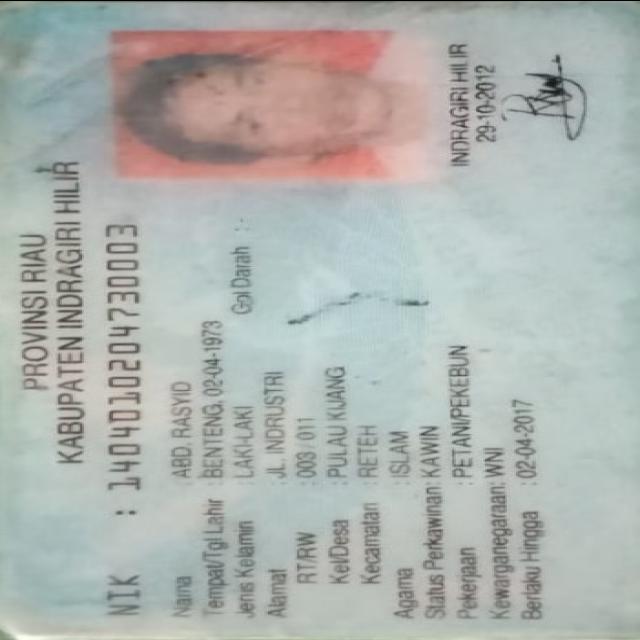 PROVINSI RIAU
KABUPATEN INDRAGIRI HILIR
NIK : 1404010204730003
Nama : ABD. RASYID
Tempat/Tgl Lahir : BENTENG, 02-04-1973
Jenis Kelamin : LAKI-LAKI Gol Darah : -
Alamat : JL INDRUSTRI
RT/RW : 003 011
Kel/Desa : PULAU KIJANG
Kecamatan : RETEH
Agama : ISLAM
Status Perkawinan: KAWIN
Pekerjaan : PETANI/PEKEBUN
Kewarganegaraan: WNI
Berlaku Hingga : 02-04-2017
INDRAGIRI HILIR
29-10-2012